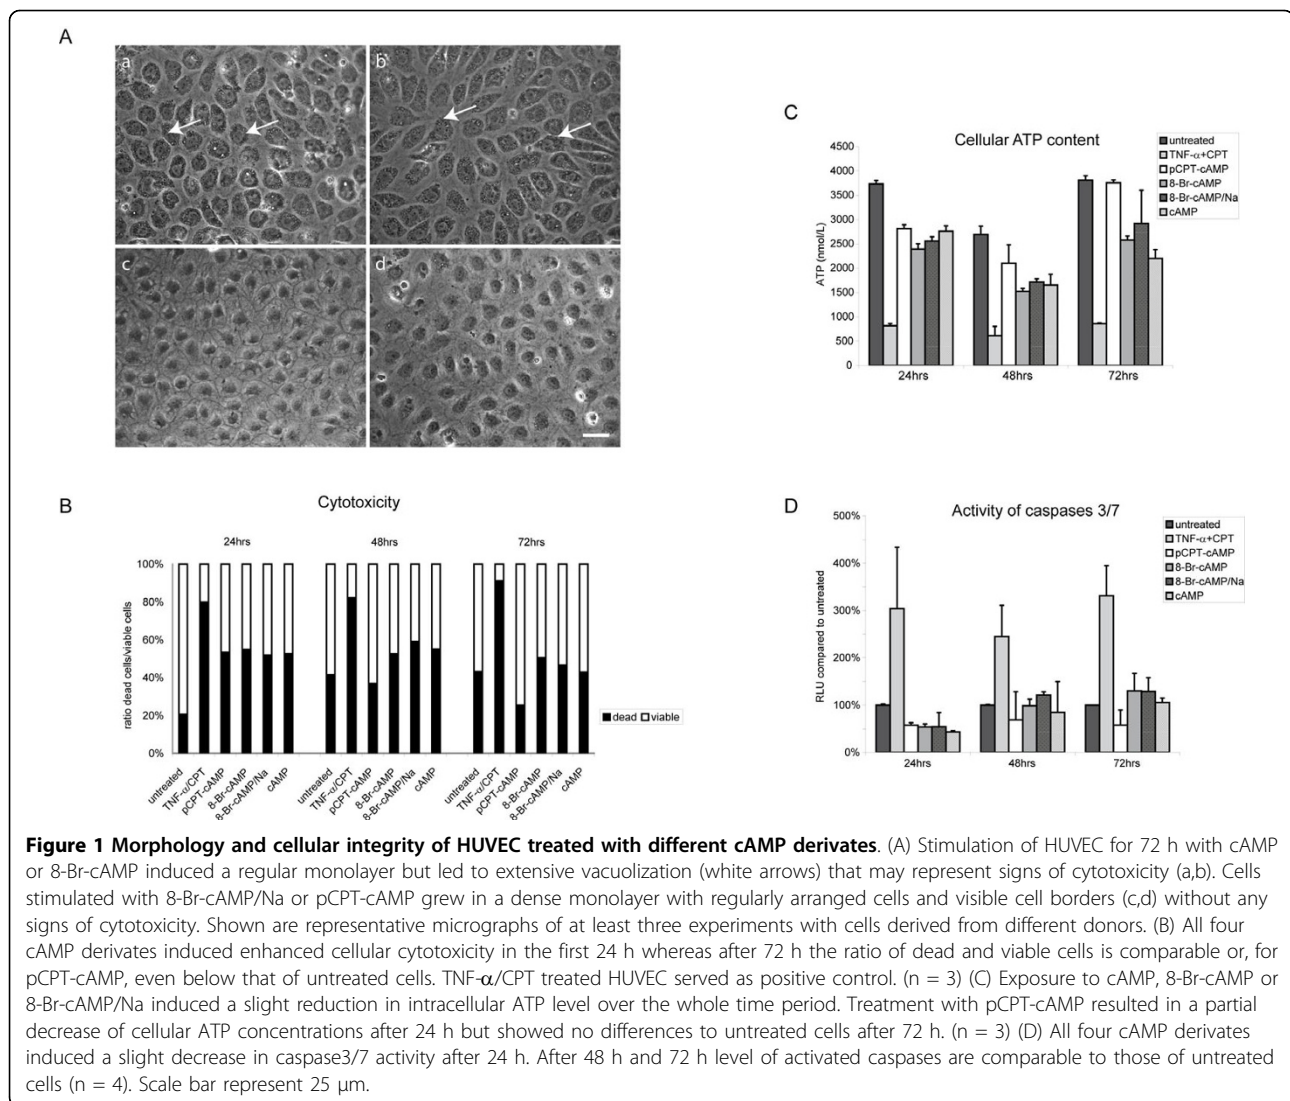 A
a
b
c
d
B
Cytotoxicity
24hrs
48hrs
72hrs
100%
80%
60%
40%
20%
0%
ratio dead cells/viable cells
untreated
TNF-α/CPT
pCPT-cAMP
8-Br-cAMP
8-Br-cAMP/Na
cAMP
untreated
TNF-α/CPT
pCPT-cAMP
8-Br-cAMP
8-Br-cAMP/Na
cAMP
untreated
TNF-α/CPT
pCPT-cAMP
8-Br-cAMP
8-Br-cAMP/Na
cAMP
dead viable
C
Cellular ATP content
4500
4000
3500
3000
2500
2000
1500
1000
500
0
ATP (nmol/L)
24hrs
48hrs
72hrs
untreated
TNF-α+CPT
pCPT-cAMP
8-Br-cAMP
8-Br-cAMP/Na
cAMP
D
Activity of caspases 3/7
500%
400%
300%
200%
100%
0%
RLU compared to untreated
24hrs
48hrs
72hrs
untreated
TNF-α+CPT
pCPT-cAMP
8-Br-cAMP
8-Br-cAMP/Na
cAMP
Figure 1 Morphology and cellular integrity of HUVEC treated with different cAMP derivates. (A) Stimulation of HUVEC for 72 h with cAMP
or 8-Br-cAMP induced a regular monolayer but led to extensive vacuolization (white arrows) that may represent signs of cytotoxicity (a,b). Cells
stimulated with 8-Br-cAMP/Na or pCPT-cAMP grew in a dense monolayer with regularly arranged cells and visible cell borders (c,d) without any
signs of cytotoxicity. Shown are representative micrographs of at least three experiments with cells derived from different donors. (B) All four
cAMP derivates induced enhanced cellular cytotoxicity in the first 24 h whereas after 72 h the ratio of dead and viable cells is comparable or, for
pCPT-cAMP, even below that of untreated cells. TNF-α/CPT treated HUVEC served as positive control. (n = 3) (C) Exposure to cAMP, 8-Br-cAMP or
8-Br-cAMP/Na induced a slight reduction in intracellular ATP level over the whole time period. Treatment with pCPT-cAMP resulted in a partial
decrease of cellular ATP concentrations after 24 h but showed no differences to untreated cells after 72 h. (n = 3) (D) All four cAMP derivates
induced a slight decrease in caspase3/7 activity after 24 h. After 48 h and 72 h level of activated caspases are comparable to those of untreated
cells (n = 4). Scale bar represent 25 μm.